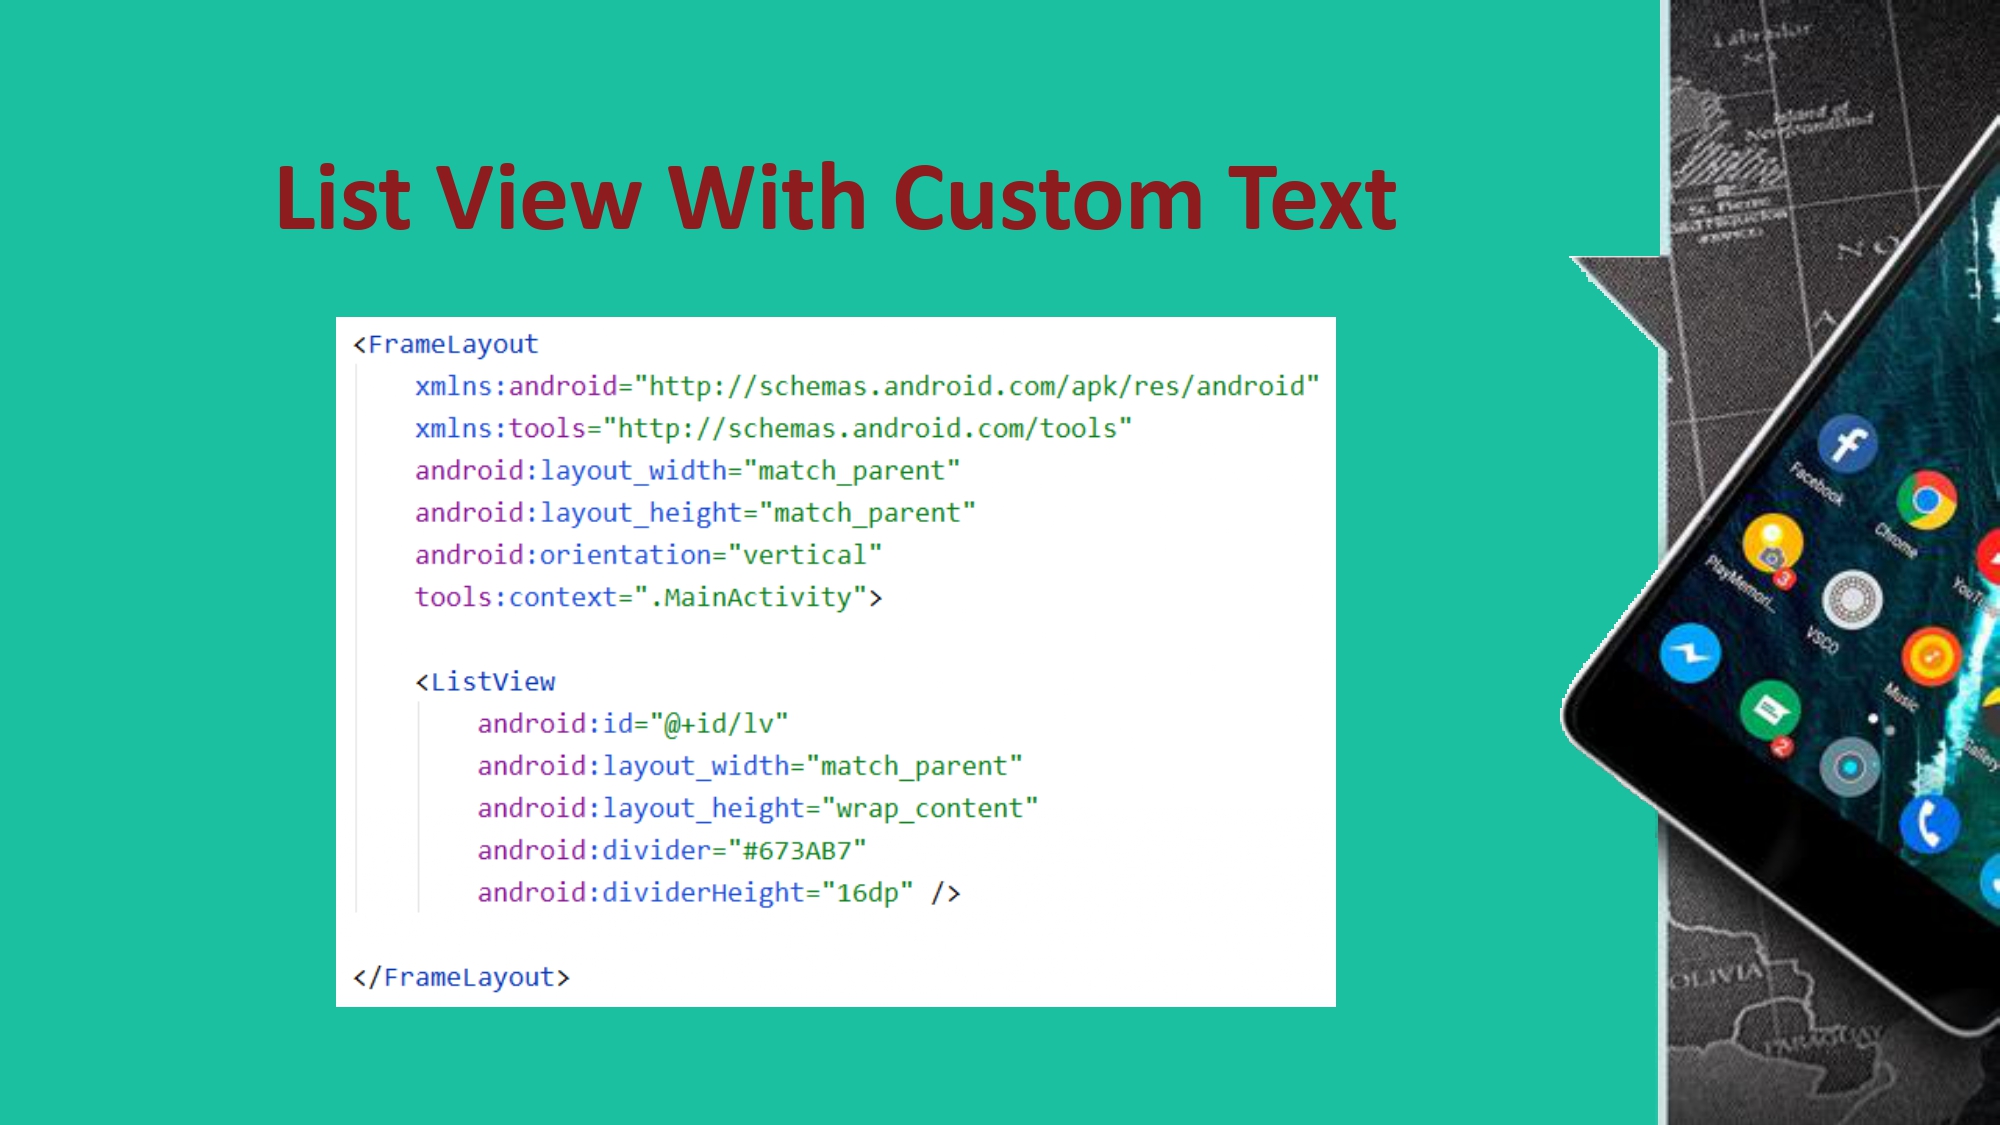 List View With Custom Text
<FrameLayout
xmlns:android="http://schemas.android.com/apk/res/android"
xmlns:tools="http://schemas.android.com/tools"
android:layout_width="match_parent"
android:layout_height="match_parent"
android:orientation="vertical"
tools:context=".MainActivity">
<ListView
android:id="@+id/lv"
android:layout_width="match_parent"
android:layout_height="wrap_content"
android:divider="#673AB7"
android:dividerHeight="16dp" />
</FrameLayout>
Labrador
Island of
Newfoundland
St. Pierre
Facebook
Chrome
PlayMemori...
3
VSCO
Music
2
Gallery
OLIVIA
PARAGUAY